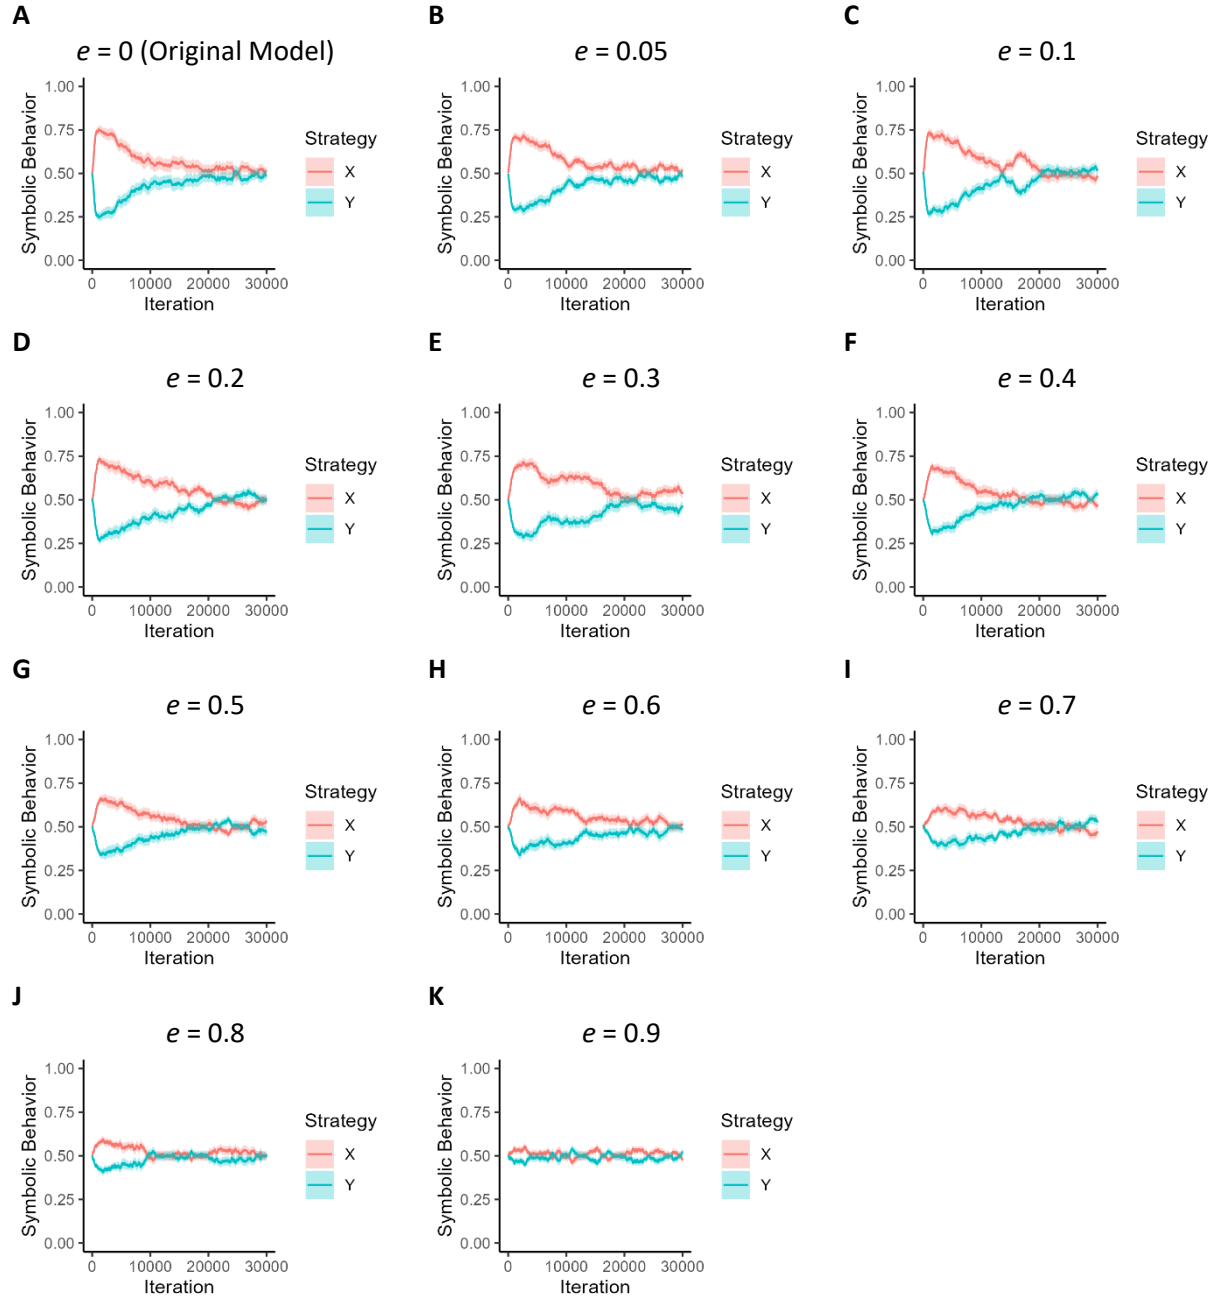 A
e = 0 (Original Model)
1.00
0.75
0.50
0.25
0.00
Symbolic Behavior
0 10000 20000 30000
Iteration
Strategy
X
Y
B
e = 0.05
1.00
0.75
0.50
0.25
0.00
Symbolic Behavior
0 10000 20000 30000
Iteration
Strategy
X
Y
C
e = 0.1
1.00
0.75
0.50
0.25
0.00
Symbolic Behavior
0 10000 20000 30000
Iteration
Strategy
X
Y
D
e = 0.2
1.00
0.75
0.50
0.25
0.00
Symbolic Behavior
0 10000 20000 30000
Iteration
Strategy
X
Y
E
e = 0.3
1.00
0.75
0.50
0.25
0.00
Symbolic Behavior
0 10000 20000 30000
Iteration
Strategy
X
Y
F
e = 0.4
1.00
0.75
0.50
0.25
0.00
Symbolic Behavior
0 10000 20000 30000
Iteration
Strategy
X
Y
G
e = 0.5
1.00
0.75
0.50
0.25
0.00
Symbolic Behavior
0 10000 20000 30000
Iteration
Strategy
X
Y
H
e = 0.6
1.00
0.75
0.50
0.25
0.00
Symbolic Behavior
0 10000 20000 30000
Iteration
Strategy
X
Y
I
e = 0.7
1.00
0.75
0.50
0.25
0.00
Symbolic Behavior
0 10000 20000 30000
Iteration
Strategy
X
Y
J
e = 0.8
1.00
0.75
0.50
0.25
0.00
Symbolic Behavior
0 10000 20000 30000
Iteration
Strategy
X
Y
K
e = 0.9
1.00
0.75
0.50
0.25
0.00
Symbolic Behavior
0 10000 20000 30000
Iteration
Strategy
X
Y